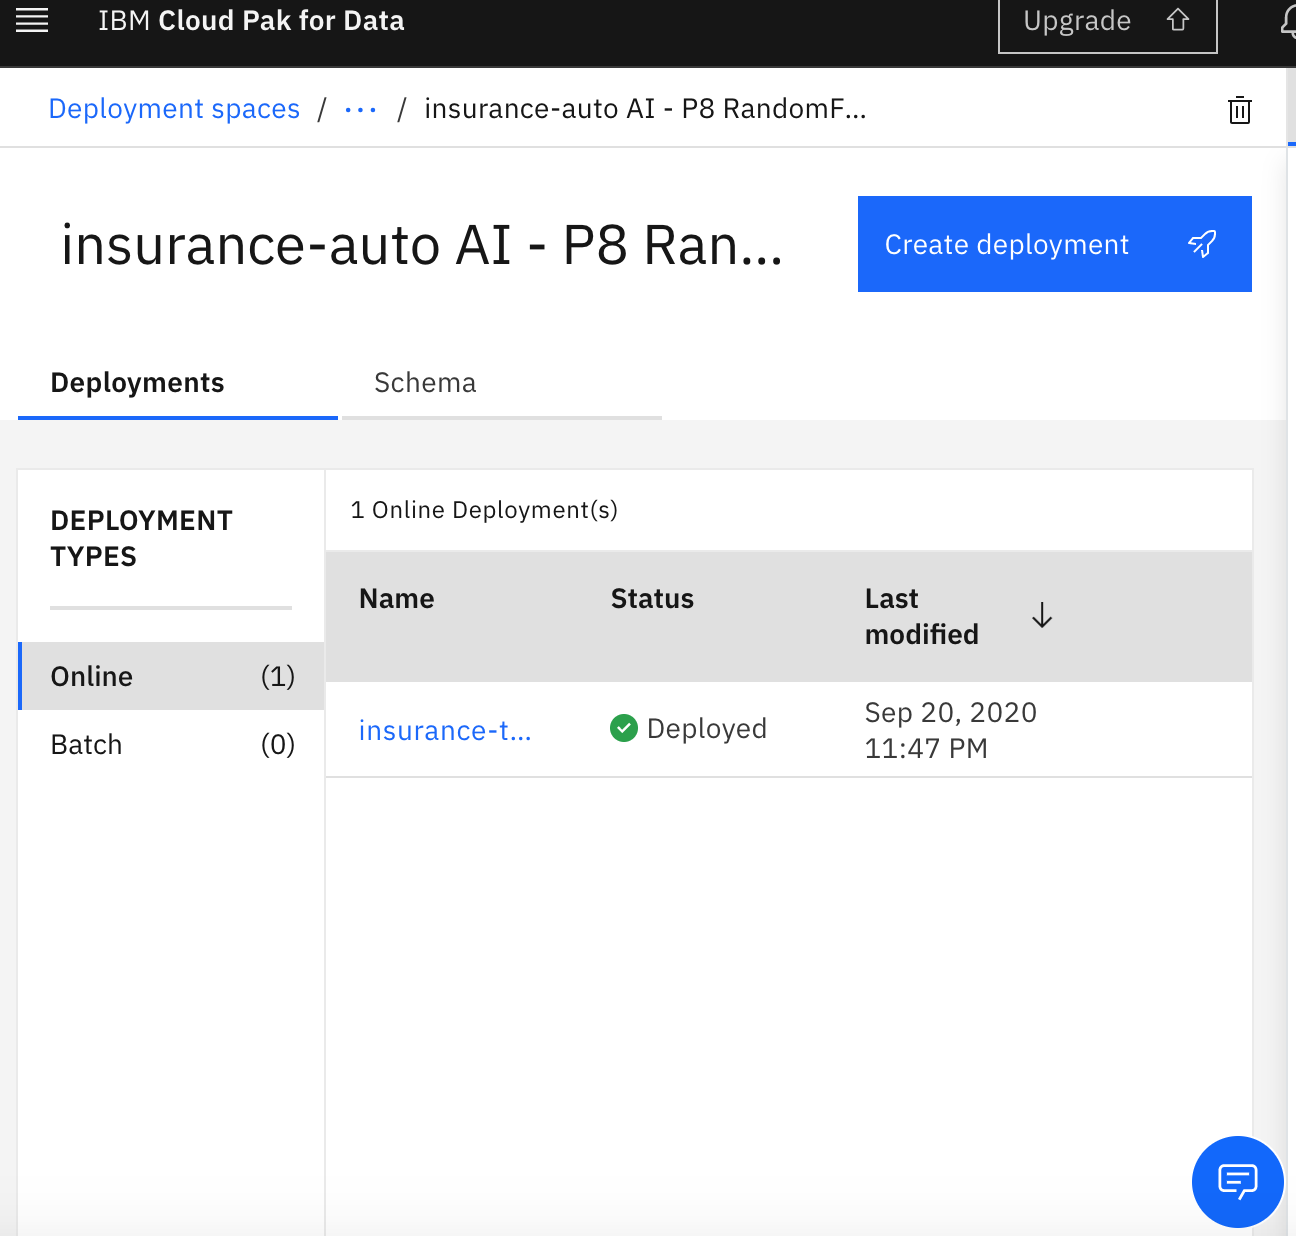 IBM Cloud Pak for Data
Upgrade
Deployment spaces / ... / insurance-auto AI - P8 RandomF...
insurance-auto AI - P8 Ran...
Create deployment
Deployments
Schema
DEPLOYMENT
TYPES
Online (1)
Batch (0)
1 Online Deployment(s)
Name
Status
Last
modified
insurance-t...
Deployed
Sep 20, 2020
11:47 PM